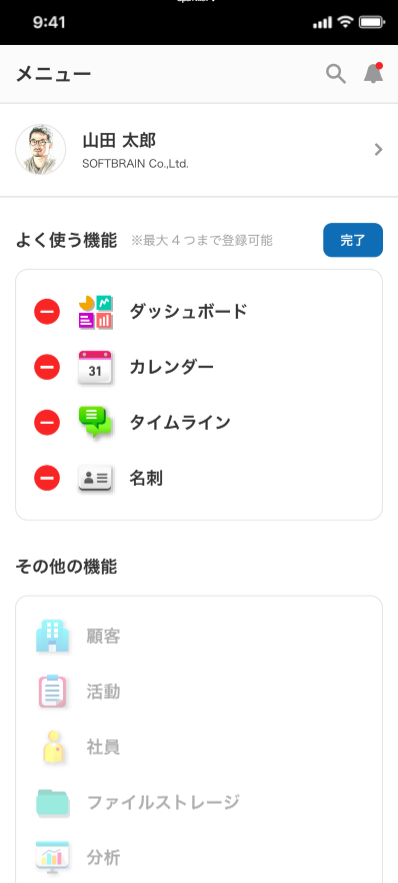 9:41
メニュー
山田 太郎
SOFTBRAIN Co.,Ltd.
よく使う機能 ※最大 4 つまで登録可能 完了
ダッシュボード
31 カレンダー
タイムライン
名刺
その他の機能
顧客
活動
社員
ファイルストレージ
分析